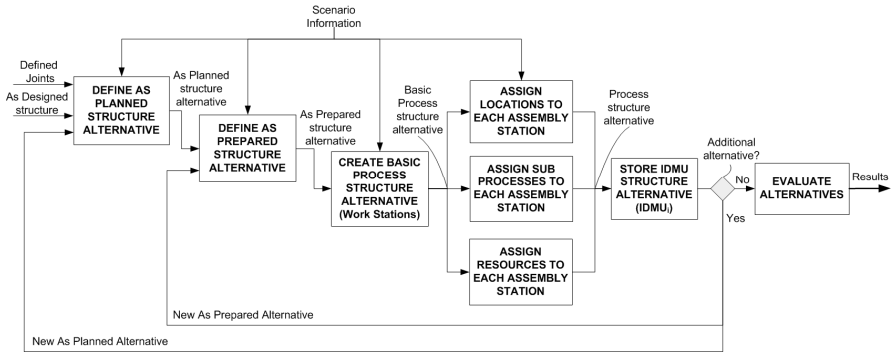 Scenario
Information
Defined
Joints
As Designed
structure
DEFINE AS
PLANNED
STRUCTURE
ALTERNATIVE
As Planned
structure
alternative
DEFINE AS
PREPARED
STRUCTURE
ALTERNATIVE
As Prepared
structure
alternative
CREATE BASIC
PROCESS
STRUCTURE
ALTERNATIVE
(Work Stations)
Basic
Process
structure
alternative
ASSIGN
LOCATIONS TO
EACH ASSEMBLY
STATION
ASSIGN SUB
PROCESSES TO
EACH ASSEMBLY
STATION
ASSIGN
RESOURCES TO
EACH ASSEMBLY
STATION
Process
structure
alternative
STORE IDMU
STRUCTURE
ALTERNATIVE
(IDMUi)
Additional
alternative?
No
Yes
EVALUATE
ALTERNATIVES
Results
New As Prepared Alternative
New As Planned Alternative